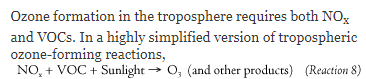 Ozone formation in the troposphere requires both NOₓ
and VOCs. In a highly simplified version of tropospheric
ozone-forming reactions,
NOₓ + VOC + Sunlight → O₃ (and other products) (Reaction 8)